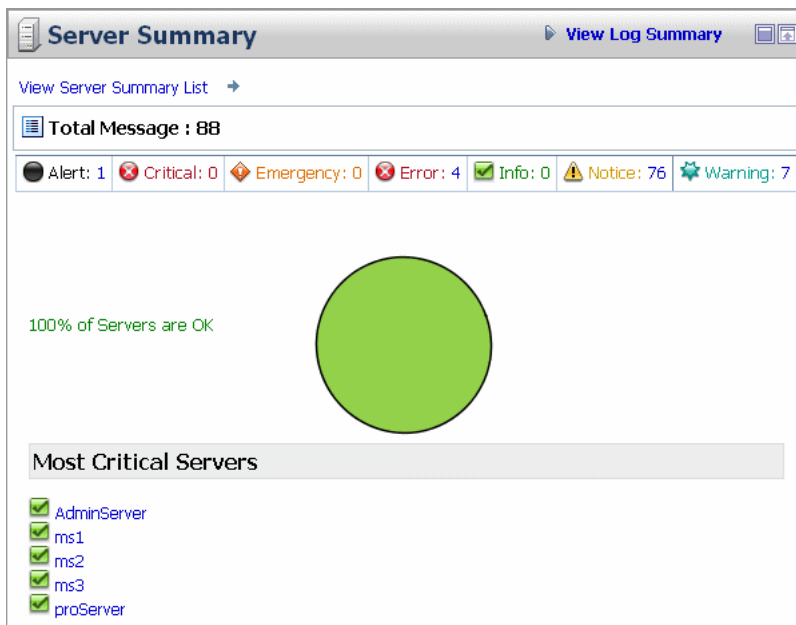 Server Summary View Log Summary
View Server Summary List
Total Message : 88
Alert: 1 Critical: 0 Emergency: 0 Error: 4 Info: 0 Notice: 76 Warning: 7
100% of Servers are OK
Most Critical Servers
AdminServer
ms1
ms2
ms3
proServer